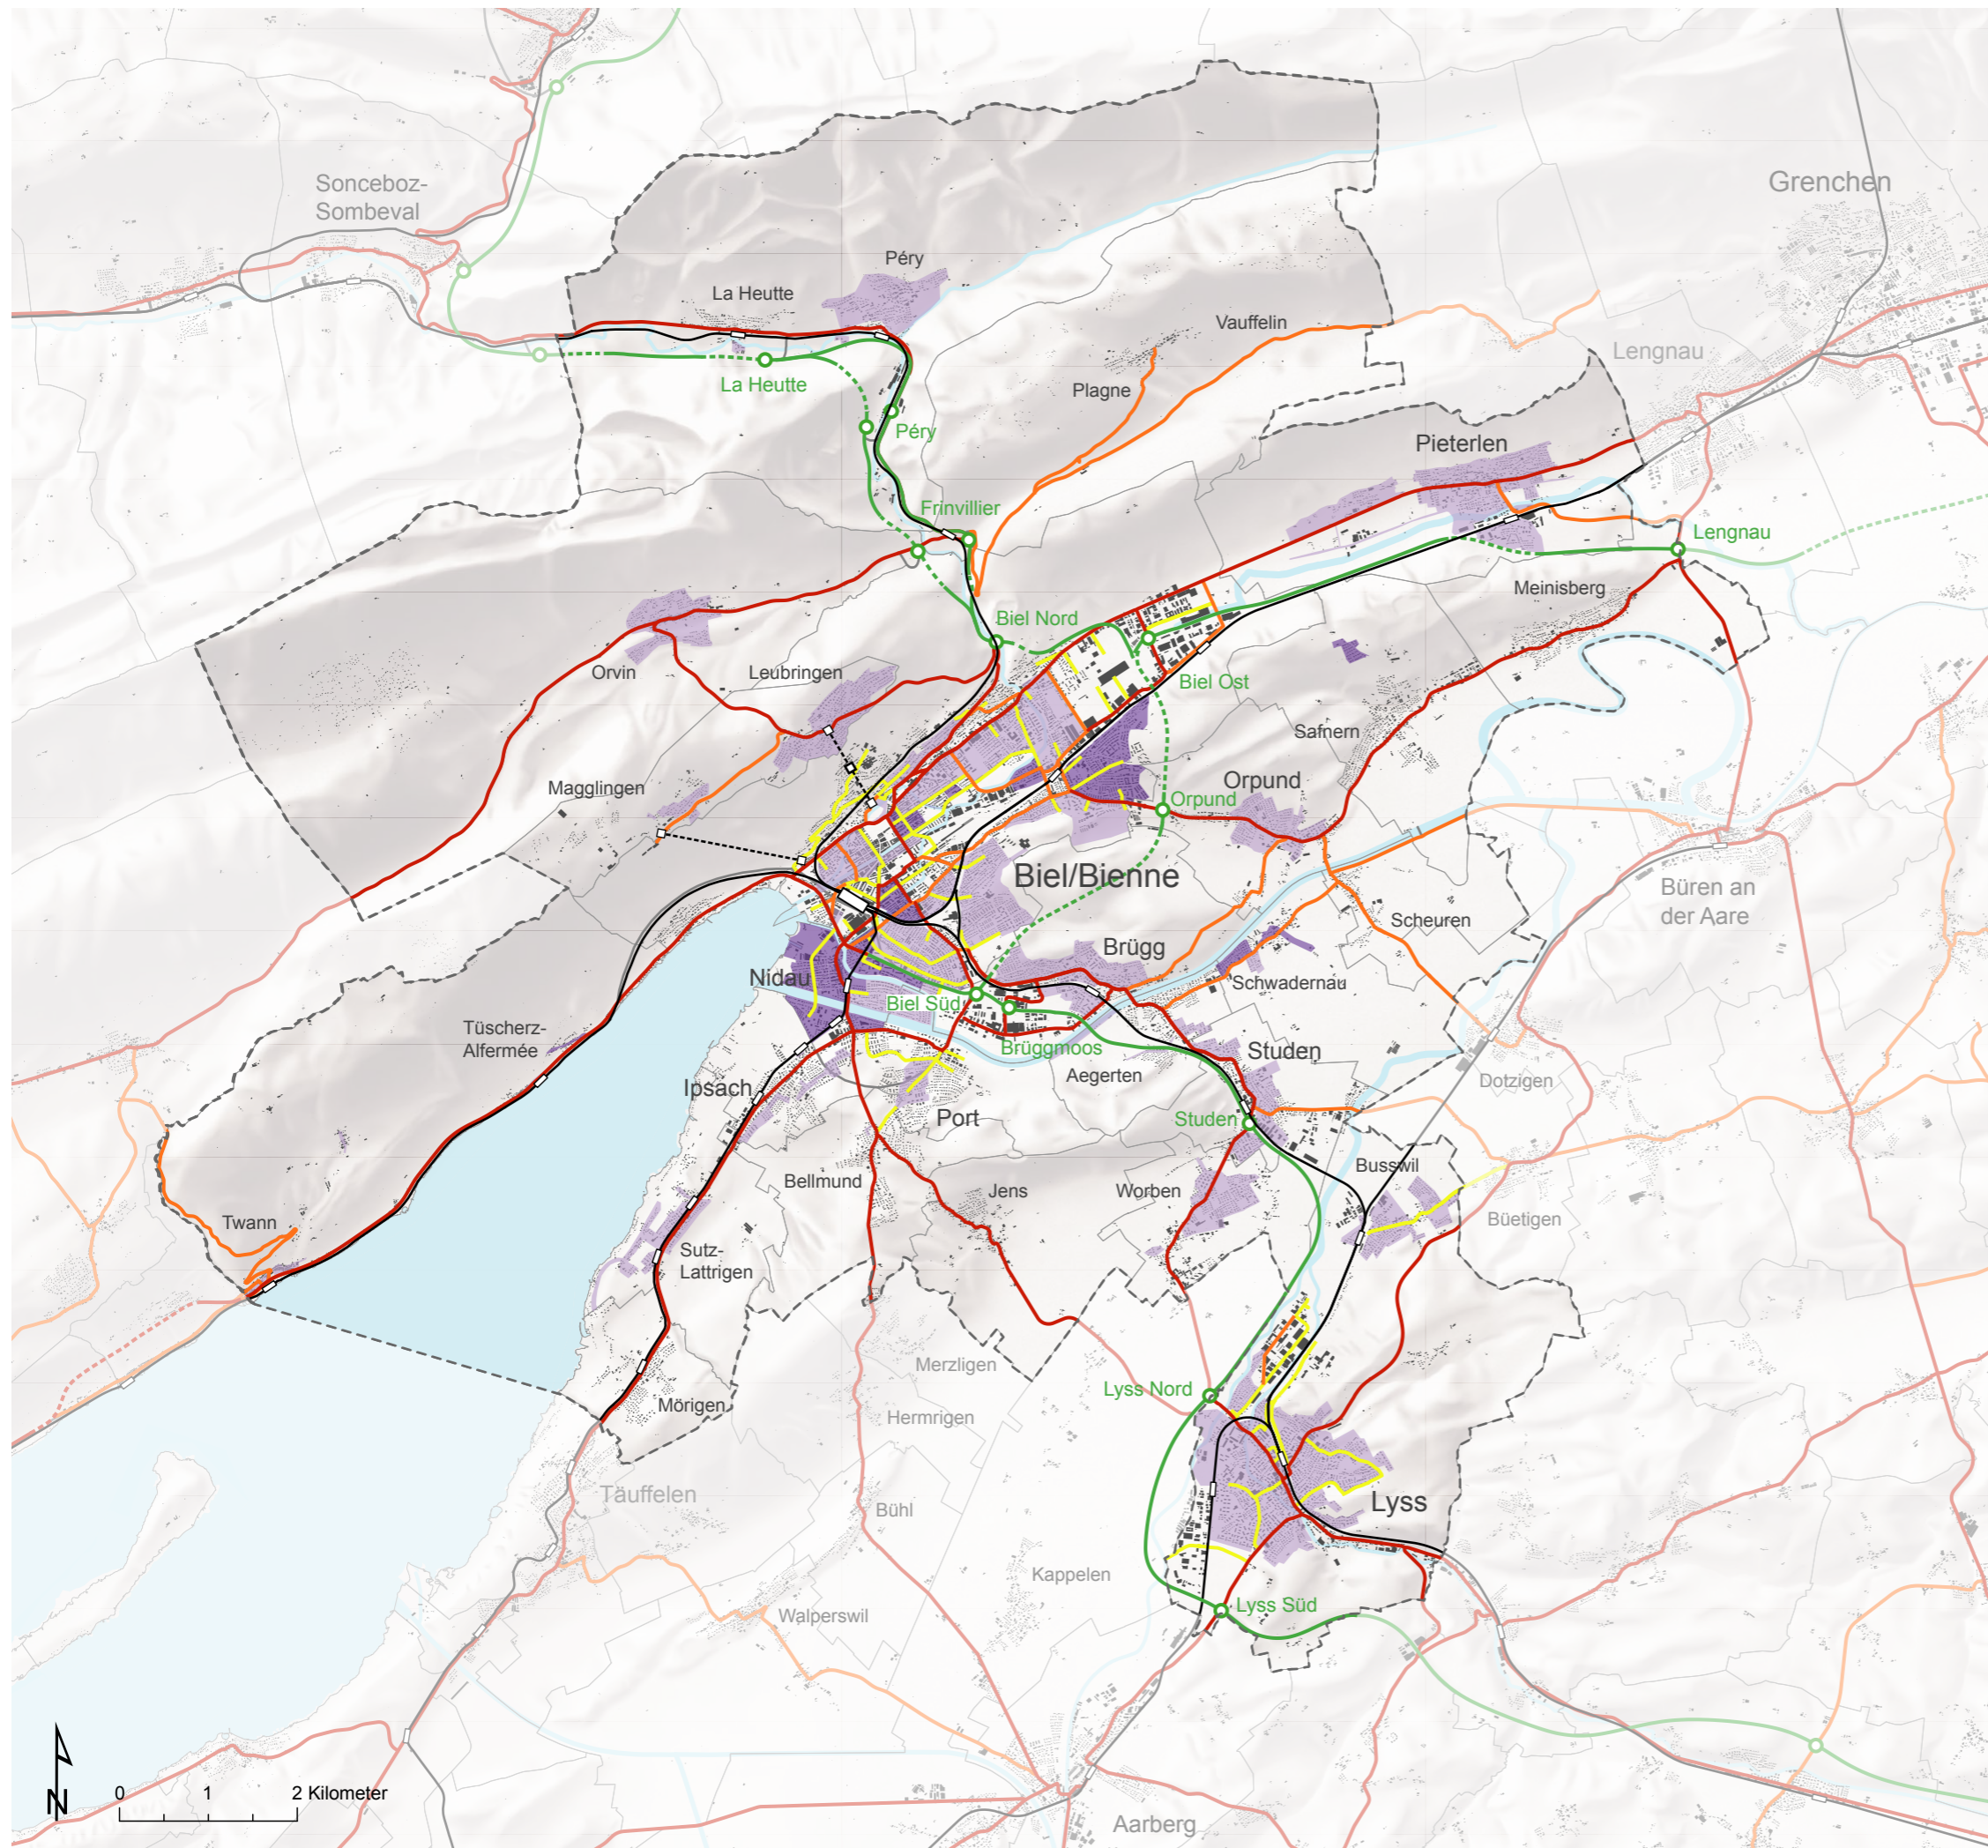 Sonceboz-
Sombeval
Grenchen
Péry
La Heutte
Vauffelin
Lengnau
La Heutte
Plagne
Péry
Pieterlen
Frinvillier
Lengnau
Meinisberg
Biel Nord
Orvin
Leubringen
Biel Ost
Safnern
Magglingen
Orpund
Orpund
Biel/Bienne
Büren an
der Aare
Scheuren
Brügg
Nidau
Schwadernau
Biel Süd
Tüscherz-
Alfermée
Brüggmoos
Studen
Aegerten
Dotzigen
Ipsach
Port
Studen
Bellmund
Jens
Worben
Busswil
Twann
Büetigen
Sutz-
Lattrigen
Merzligen
Lyss Nord
Mörigen
Hermrigen
Täuffelen
Bühl
Lyss
Kappelen
Lyss Süd
Walperswil
N
0 1 2 Kilometer
Aarberg